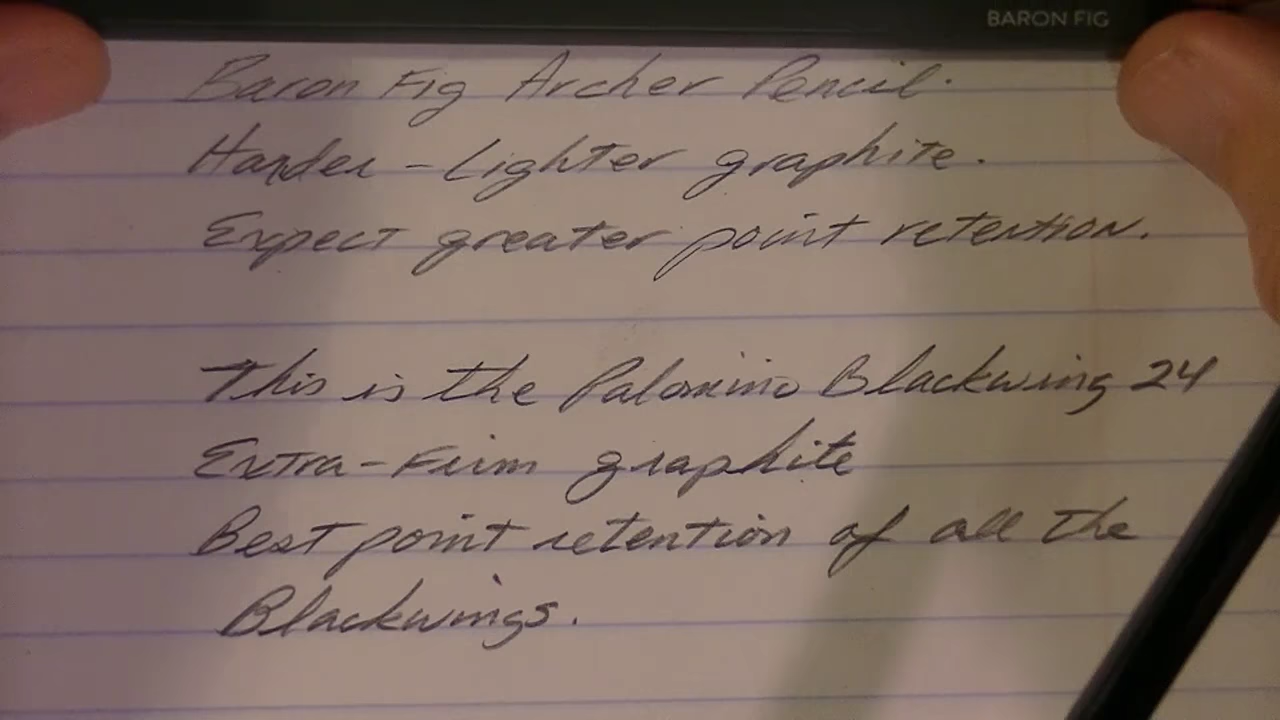 BARON FIG
Baron Fig Archer Pencil.
Harder - Lighter graphite.
Expect greater point retention.
This is the Palomino Blackwing 24
Extra-Firm graphite
Best point retention of all the
Blackwings.